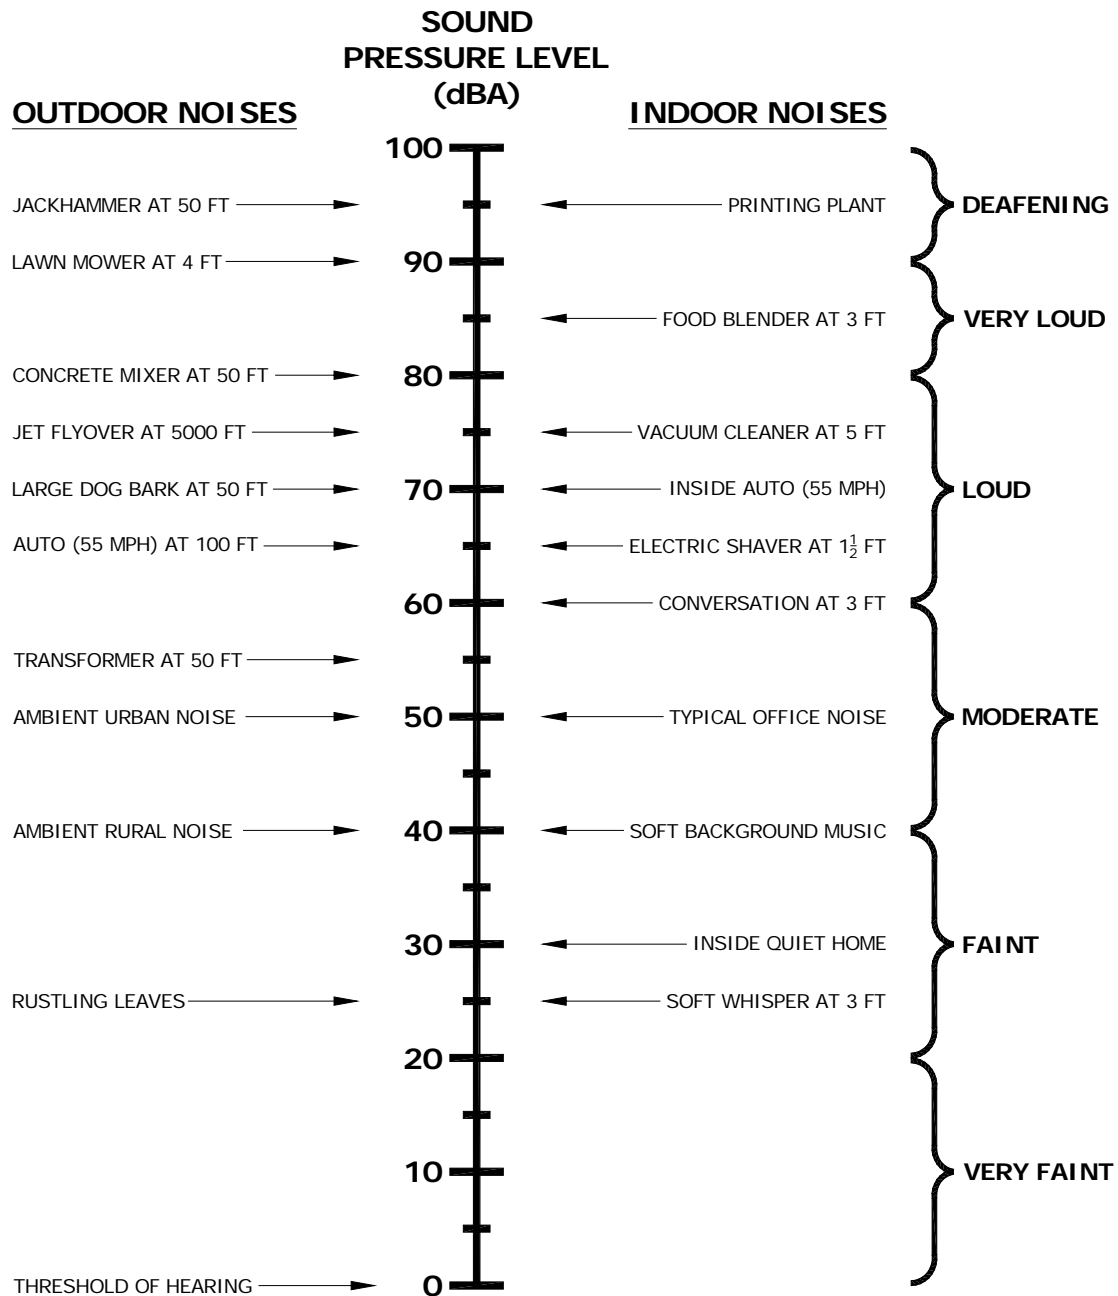 SOUND
PRESSURE LEVEL
(dBA)
OUTDOOR NOISES
INDOOR NOISES
100
JACKHAMMER AT 50 FT
PRINTING PLANT
DEAFENING
LAWN MOWER AT 4 FT
90
FOOD BLENDER AT 3 FT
VERY LOUD
CONCRETE MIXER AT 50 FT
80
JET FLYOVER AT 5000 FT
VACUUM CLEANER AT 5 FT
LARGE DOG BARK AT 50 FT
70
INSIDE AUTO (55 MPH)
LOUD
AUTO (55 MPH) AT 100 FT
ELECTRIC SHAVER AT 1½ FT
60
CONVERSATION AT 3 FT
TRANSFORMER AT 50 FT
AMBIENT URBAN NOISE
50
TYPICAL OFFICE NOISE
MODERATE
AMBIENT RURAL NOISE
40
SOFT BACKGROUND MUSIC
30
INSIDE QUIET HOME
FAINT
RUSTLING LEAVES
SOFT WHISPER AT 3 FT
20
10
VERY FAINT
THRESHOLD OF HEARING
0